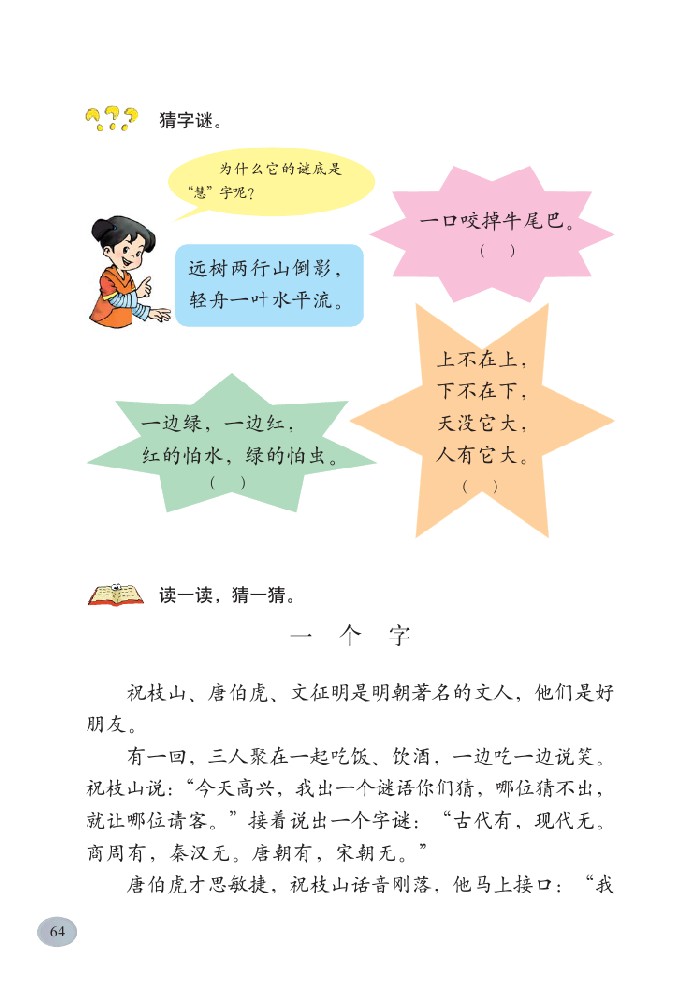 猜字谜。
为什么它的谜底是
“慧”字呢？
远树两行山倒影，
轻舟一叶水平流。
一口咬掉牛尾巴。
（ ）
上不在上，
下不在下，
天没它大，
人有它大。
（ ）
一边绿，一边红，
红的怕水，绿的怕虫。
（ ）
读一读，猜一猜。
一 个 字
祝枝山、唐伯虎、文征明是明朝著名的文人，他们是好
朋友。
有一回，三人聚在一起吃饭、饮酒，一边吃一边说笑。
祝枝山说：“今天高兴，我出一个谜语你们猜，哪位猜不出，
就让哪位请客。”接着说出一个字谜：“古代有，现代无。
商周有，秦汉无。唐朝有，宋朝无。”
唐伯虎才思敏捷，祝枝山话音刚落，他马上接口：“我
64